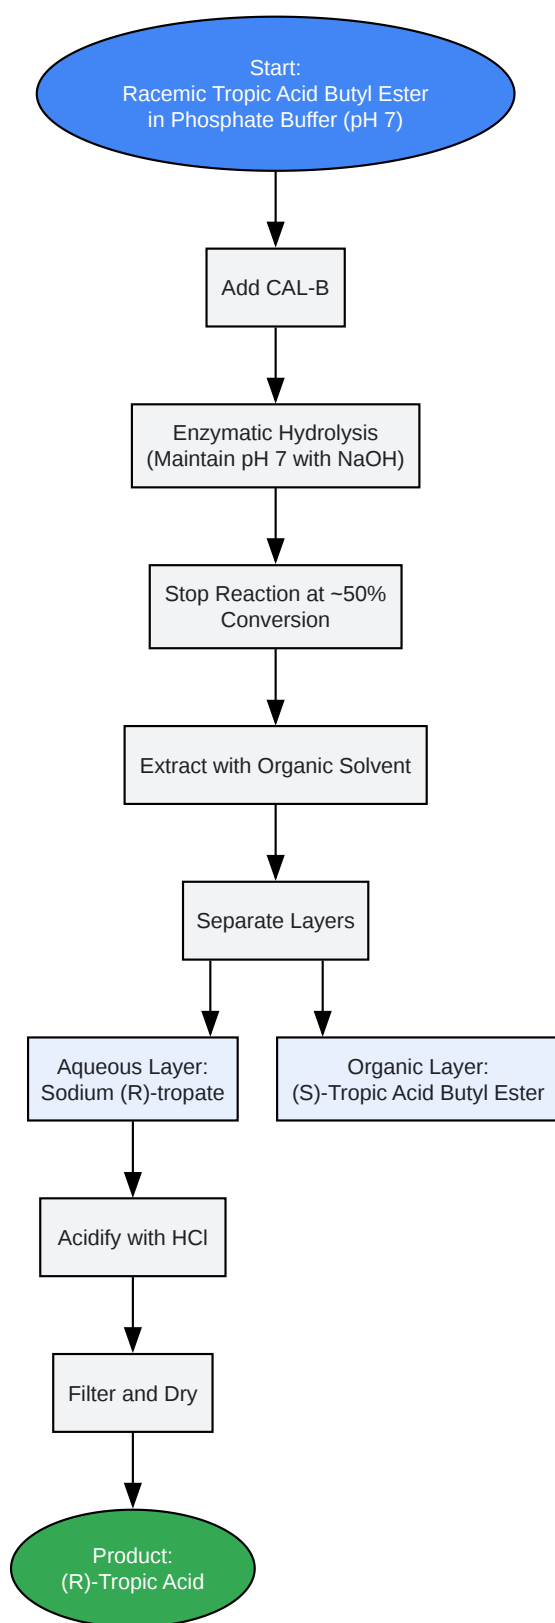 Start:
Racemic Tropic Acid Butyl Ester
in Phosphate Buffer (pH 7)
Add CAL-B
Enzymatic Hydrolysis
(Maintain pH 7 with NaOH)
Stop Reaction at ~50%
Conversion
Extract with Organic Solvent
Separate Layers
Aqueous Layer:
Sodium (R)-tropate
Organic Layer:
(S)-Tropic Acid Butyl Ester
Acidify with HCl
Filter and Dry
Product:
(R)-Tropic Acid